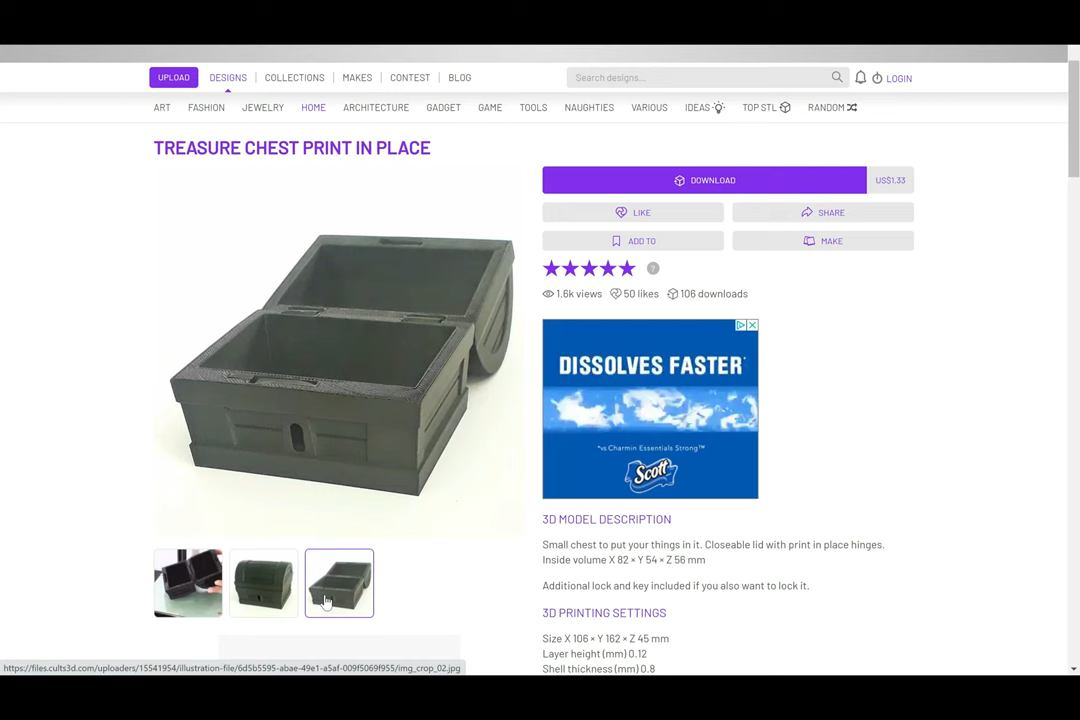 UPLOAD
DESIGNS
COLLECTIONS
MAKES
CONTEST
BLOG
Search designs...
LOGIN
ART
FASHION
JEWELRY
HOME
ARCHITECTURE
GADGET
GAME
TOOLS
NAUGHTIES
VARIOUS
IDEAS
TOP STL
RANDOM
TREASURE CHEST PRINT IN PLACE
DOWNLOAD
US$1.33
LIKE
SHARE
ADD TO
MAKE
?
1.6k views
50 likes
106 downloads
DISSOLVES FASTER*
*vs Charmin Essentials Strong™
Scott
3D MODEL DESCRIPTION
Small chest to put your things in it. Closeable lid with print in place hinges.
Inside volume X 82 × Y 54 × Z 56 mm
Additional lock and key included if you also want to lock it.
3D PRINTING SETTINGS
Size X 106 × Y 162 × Z 45 mm
Layer height (mm) 0.12
Shell thickness (mm) 0.8
https://files.cults3d.com/uploaders/15541954/illustration-file/6d5b5595-abae-49e1-a5af-009f5069f955/img_crop_02.jpg